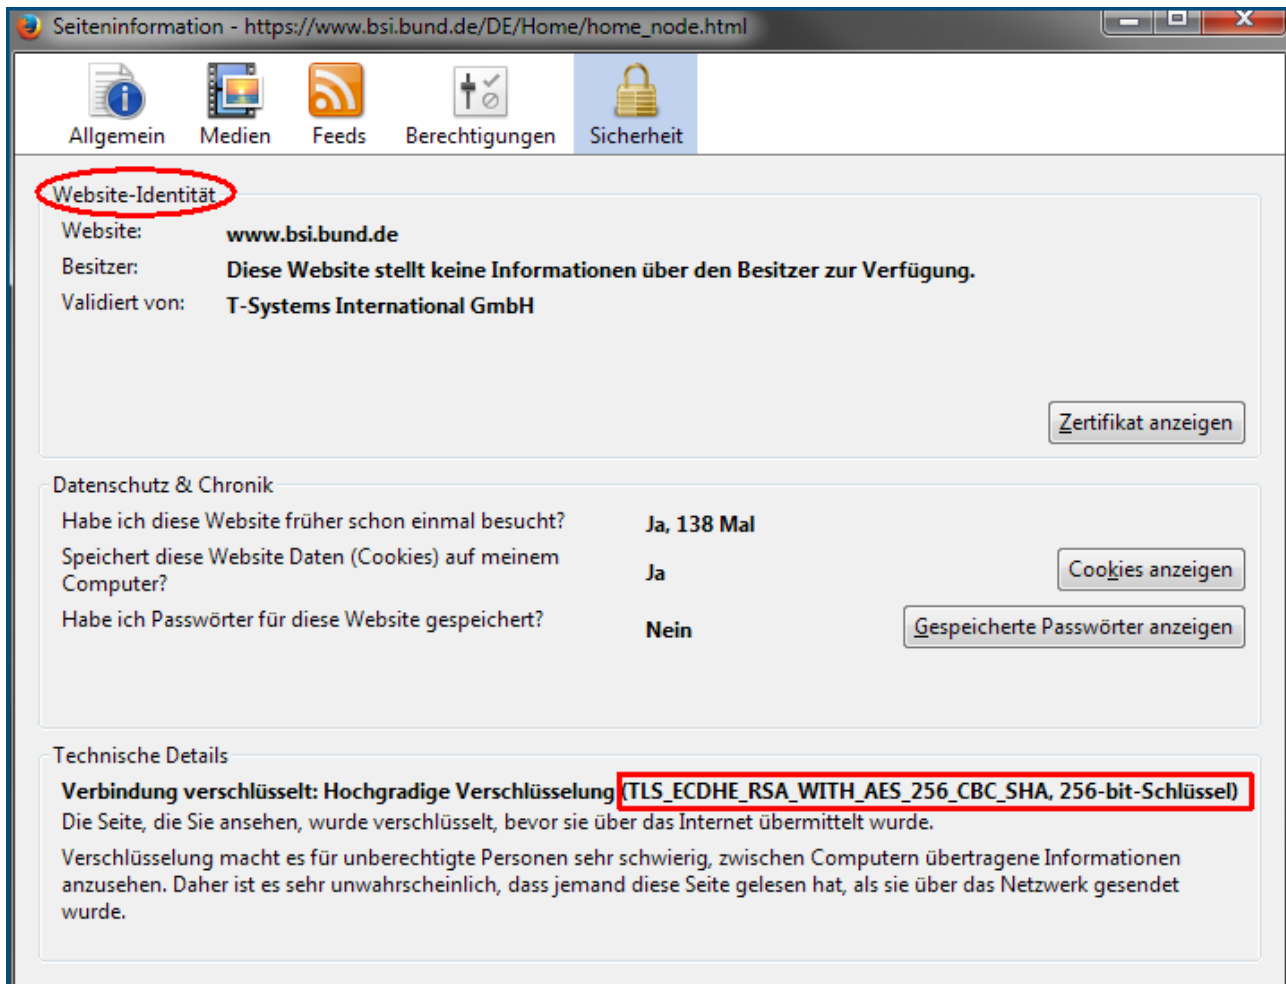 Seiteninformation - https://www.bsi.bund.de/DE/Home/home_node.html
Allgemein Medien Feeds Berechtigungen Sicherheit
Website-Identität
Website: www.bsi.bund.de
Besitzer: Diese Website stellt keine Informationen über den Besitzer zur Verfügung.
Validiert von: T-Systems International GmbH
Zertifikat anzeigen
Datenschutz & Chronik
Habe ich diese Website früher schon einmal besucht? Ja, 138 Mal
Speichert diese Website Daten (Cookies) auf meinem
Computer? Ja Cookies anzeigen
Habe ich Passwörter für diese Website gespeichert? Nein Gespeicherte Passwörter anzeigen
Technische Details
Verbindung verschlüsselt: Hochgradige Verschlüsselung (TLS_ECDHE_RSA_WITH_AES_256_CBC_SHA, 256-bit-Schlüssel)
Die Seite, die Sie ansehen, wurde verschlüsselt, bevor sie über das Internet übermittelt wurde.
Verschlüsselung macht es für unberechtigte Personen sehr schwierig, zwischen Computern übertragene Informationen
anzusehen. Daher ist es sehr unwahrscheinlich, dass jemand diese Seite gelesen hat, als sie über das Netzwerk gesendet
wurde.